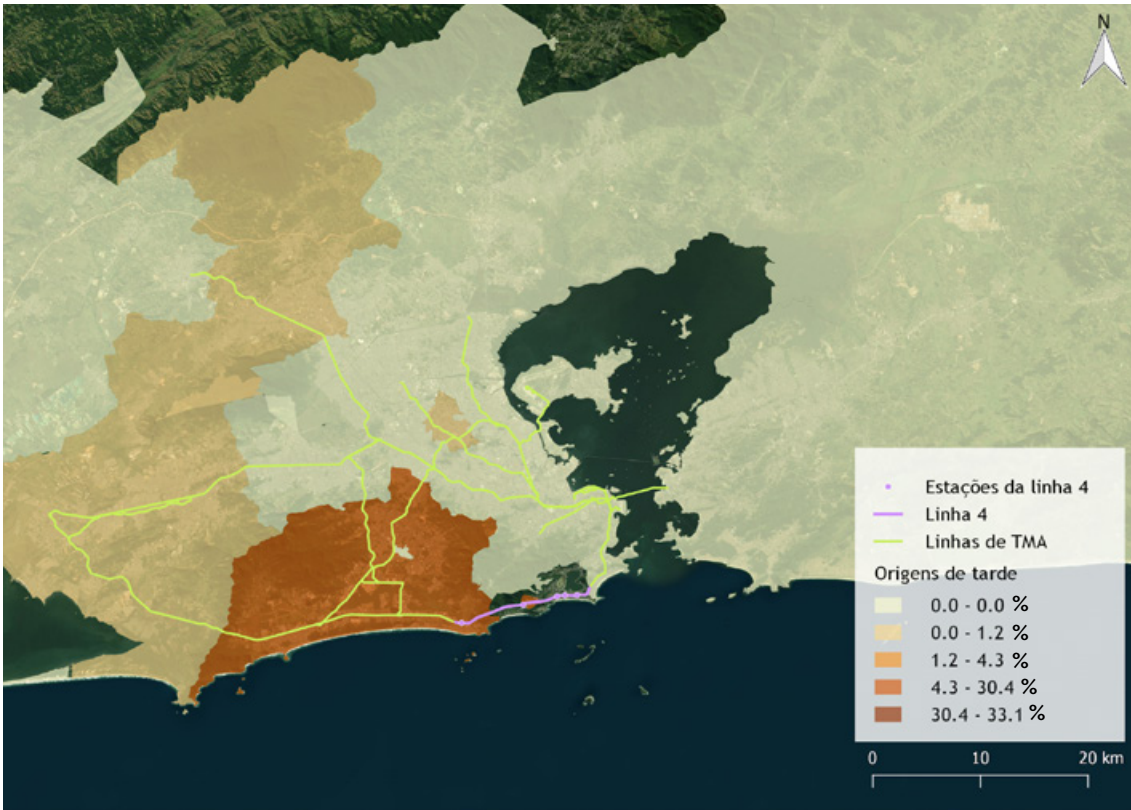 N
Estações da linha 4
Linha 4
Linhas de TMA
Origens de tarde
0.0 - 0.0 %
0.0 - 1.2 %
1.2 - 4.3 %
4.3 - 30.4 %
30.4 - 33.1 %
0 10 20 km